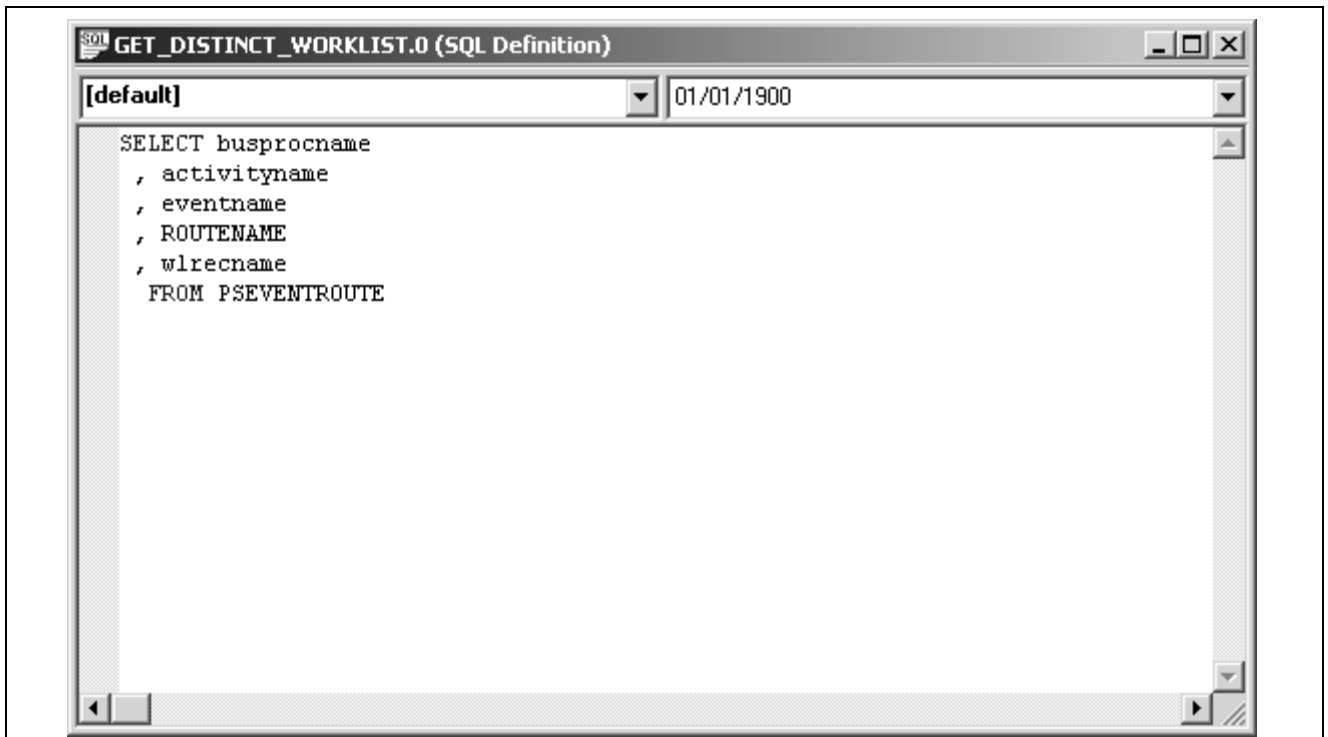 GET_DISTINCT_WORKLIST.0 (SQL Definition)
[default] 01/01/1900
SELECT busprocname
, activityname
, eventname
, ROUTENAME
, wlrecname
FROM PSEVENTROUTE